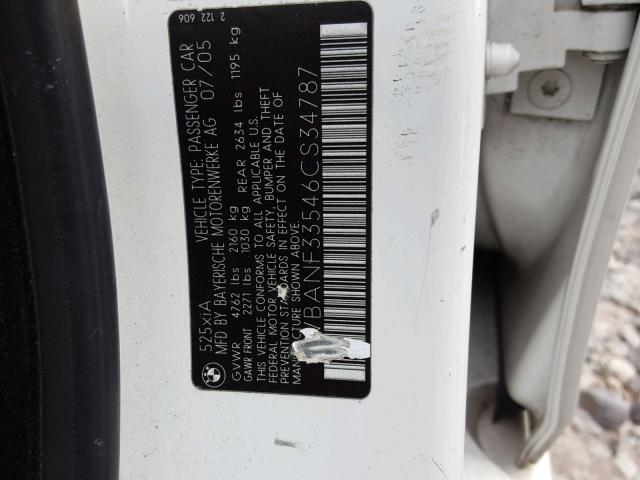 525xiA VEHICLE TYPE: PASSENGER CAR 2 122 606
MFD BY BAYERISCHE MOTORENWERKE AG 07/05
GVWR 4762 lbs 2160 kg
GAWR FRONT 2271 lbs 1030 kg REAR 2634 lbs 1195 kg
THIS VEHICLE CONFORMS TO ALL APPLICABLE U.S.
FEDERAL MOTOR VEHICLE SAFETY, BUMPER AND THEFT
PREVENTION STANDARDS IN EFFECT ON THE DATE OF
MANUFACTURE SHOWN ABOVE.
BANF33546CS34787